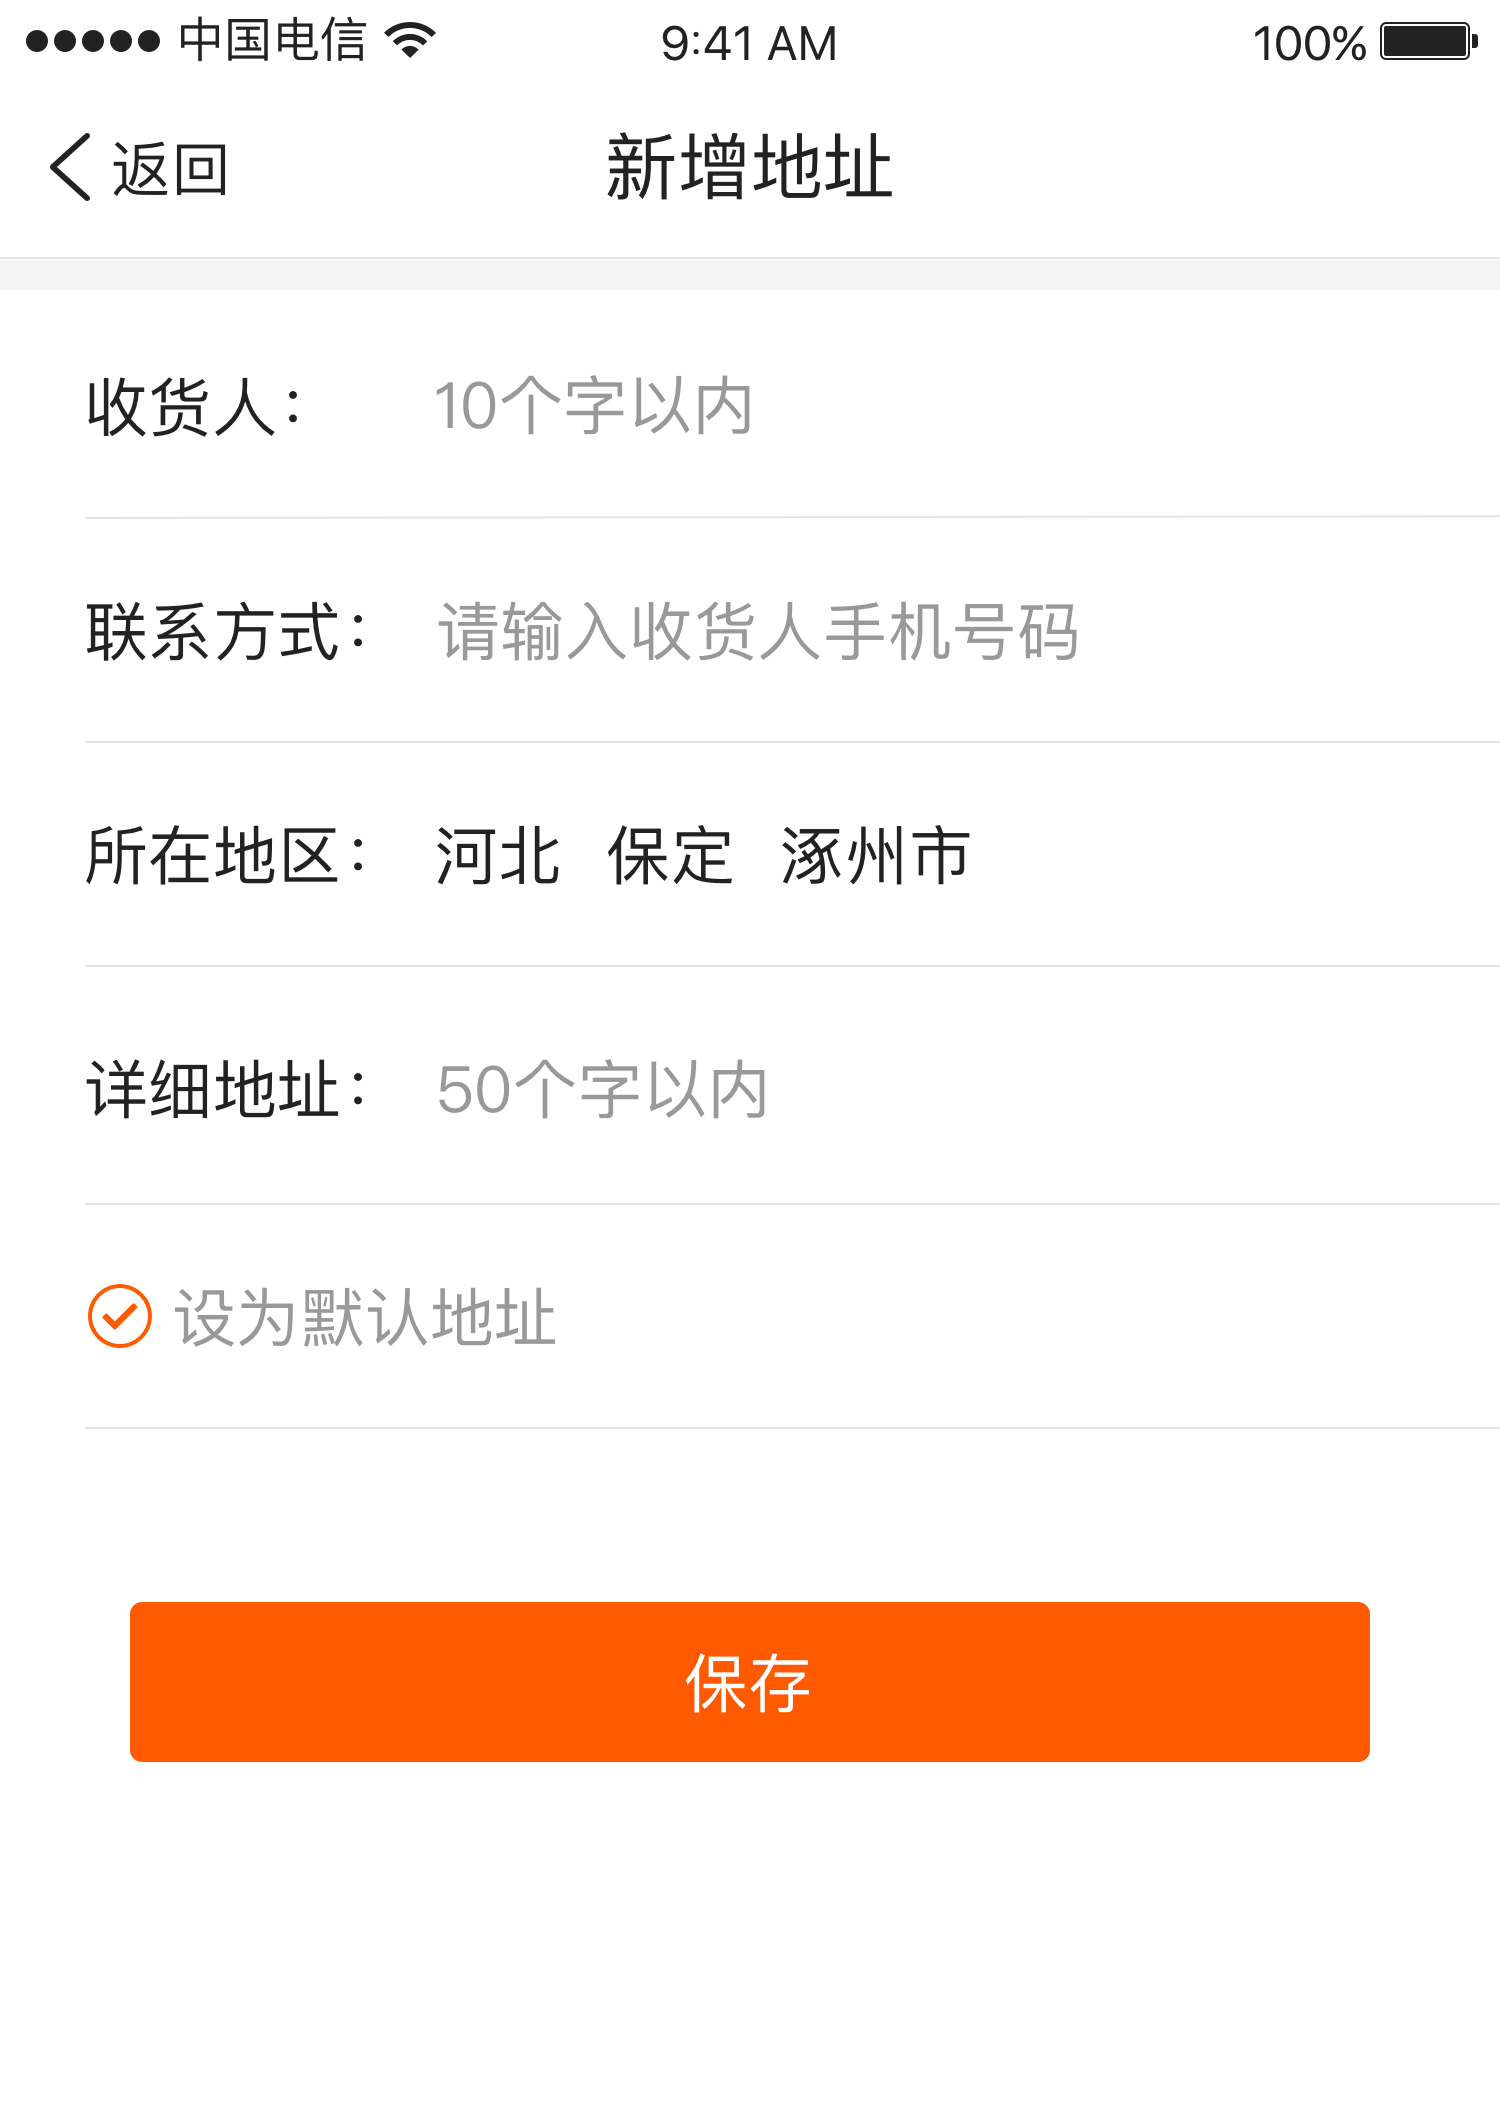 中国电信 9:41 AM 100%
返回 新增地址
收货人： 10个字以内
联系方式： 请输入收货人手机号码
所在地区： 河北 保定 涿州市
详细地址： 50个字以内
设为默认地址
保存